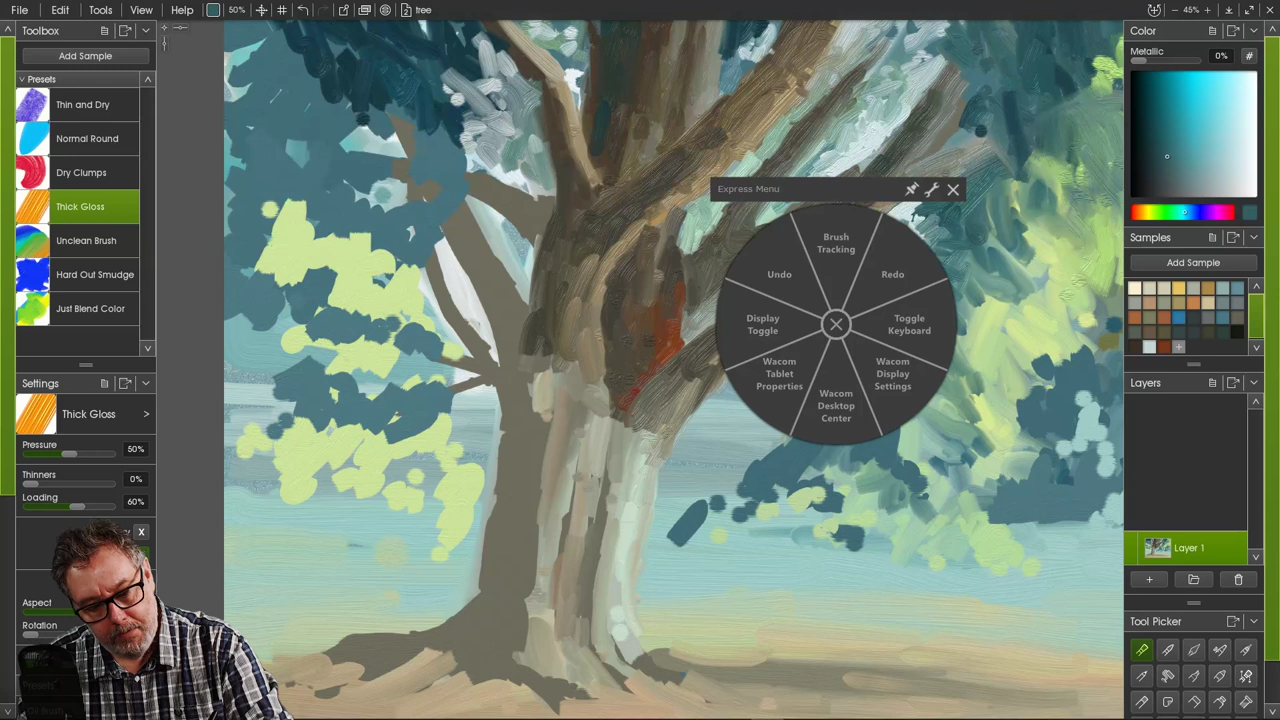 File Edit Tools View Help 50% tree 45%
Toolbox
Add Sample
Presets
Thin and Dry
Normal Round
Dry Clumps
Thick Gloss
Unclean Brush
Hard Out Smudge
Just Blend Color
Settings
Thick Gloss >
Pressure
50%
Thinners
0%
Loading
60%
X
Aspect
Rotation
Express Menu
Brush
Tracking
Undo
Redo
Display
Toggle
Toggle
Keyboard
Wacom
Tablet
Properties
Wacom
Display
Settings
Wacom
Desktop
Center
Color
Metallic
0% #
Samples
Add Sample
Layers
Layer 1
Tool Picker